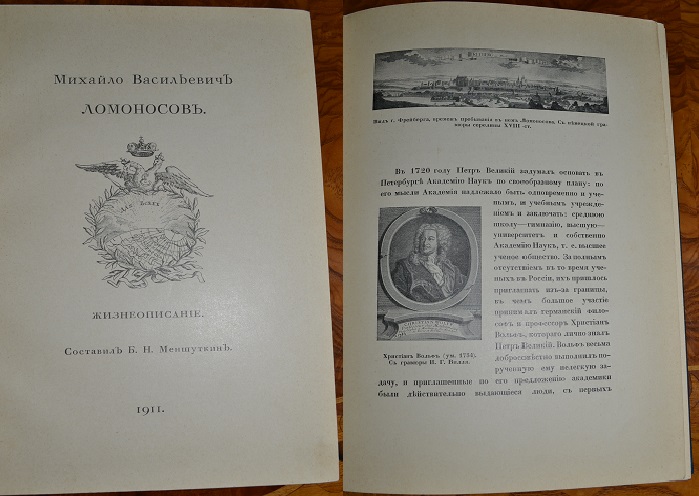 Михайло Васильевичъ
ЛОМОНОСОВЪ.
ДЛЯ ВСѢХЪ
ЖИЗНЕОПИСАНІЕ.
Составилъ Б. Н. Меншуткинъ.
1911.
Видъ г. Фрейберга, временъ пребыванія въ немъ Ломоносова. Съ нѣмецкой гра-
вюры середины XVIII ст.
Въ 1720 году Петръ Великій задумалъ основать въ
Петербургѣ Академію Наукъ по своеобразному плану: по
его мысли Академія надлежало быть одновременно и уче-
нымъ, и учебнымъ учрежде-
ніемъ и заключать: среднюю
школу—гимназію, высшую—
университетъ и собственно
Академію Наукъ, т. е. высшее
ученое общество. За полнымъ
отсутствіемъ въ то время уче-
ныхъ въ Россіи, ихъ пришлось
приглашать изъ-за границы,
въ чемъ большое участіе
принималъ германскій фило-
софъ и профессоръ Христіанъ
Вольфъ, котораго лично зналъ
Петръ Великій. Вольфъ весьма
добросовѣстно выполнилъ по-
рученную ему нелегкую за-
Христіанъ Вольфъ (ум. 1754).
Съ гравюры И. Г.
дачу, и приглашенные по его предложенію академики
были дѣйствительно выдающіеся люди, съ первыхъ